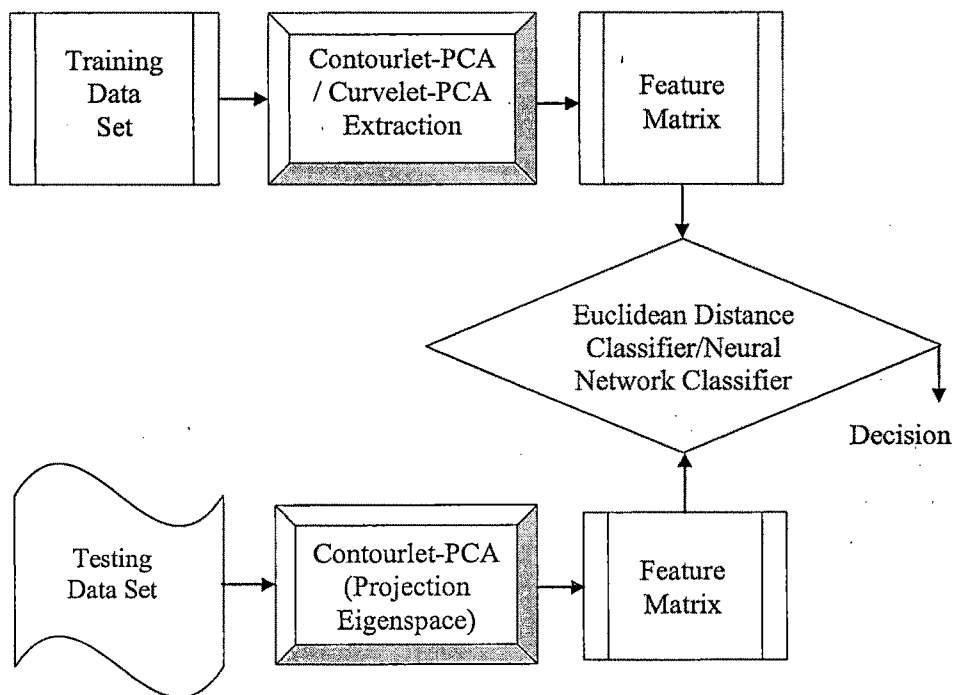 Training
Data
Set
Contourlet-PCA
/ Curvelet-PCA
Extraction
Feature
Matrix
Euclidean Distance
Classifier/Neural
Network Classifier
Decision
Testing
Data Set
Contourlet-PCA
(Projection
Eigenspace)
Feature
Matrix